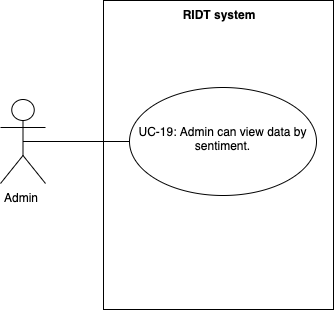 RIDT system
UC-19: Admin can view data by
sentiment.
Admin